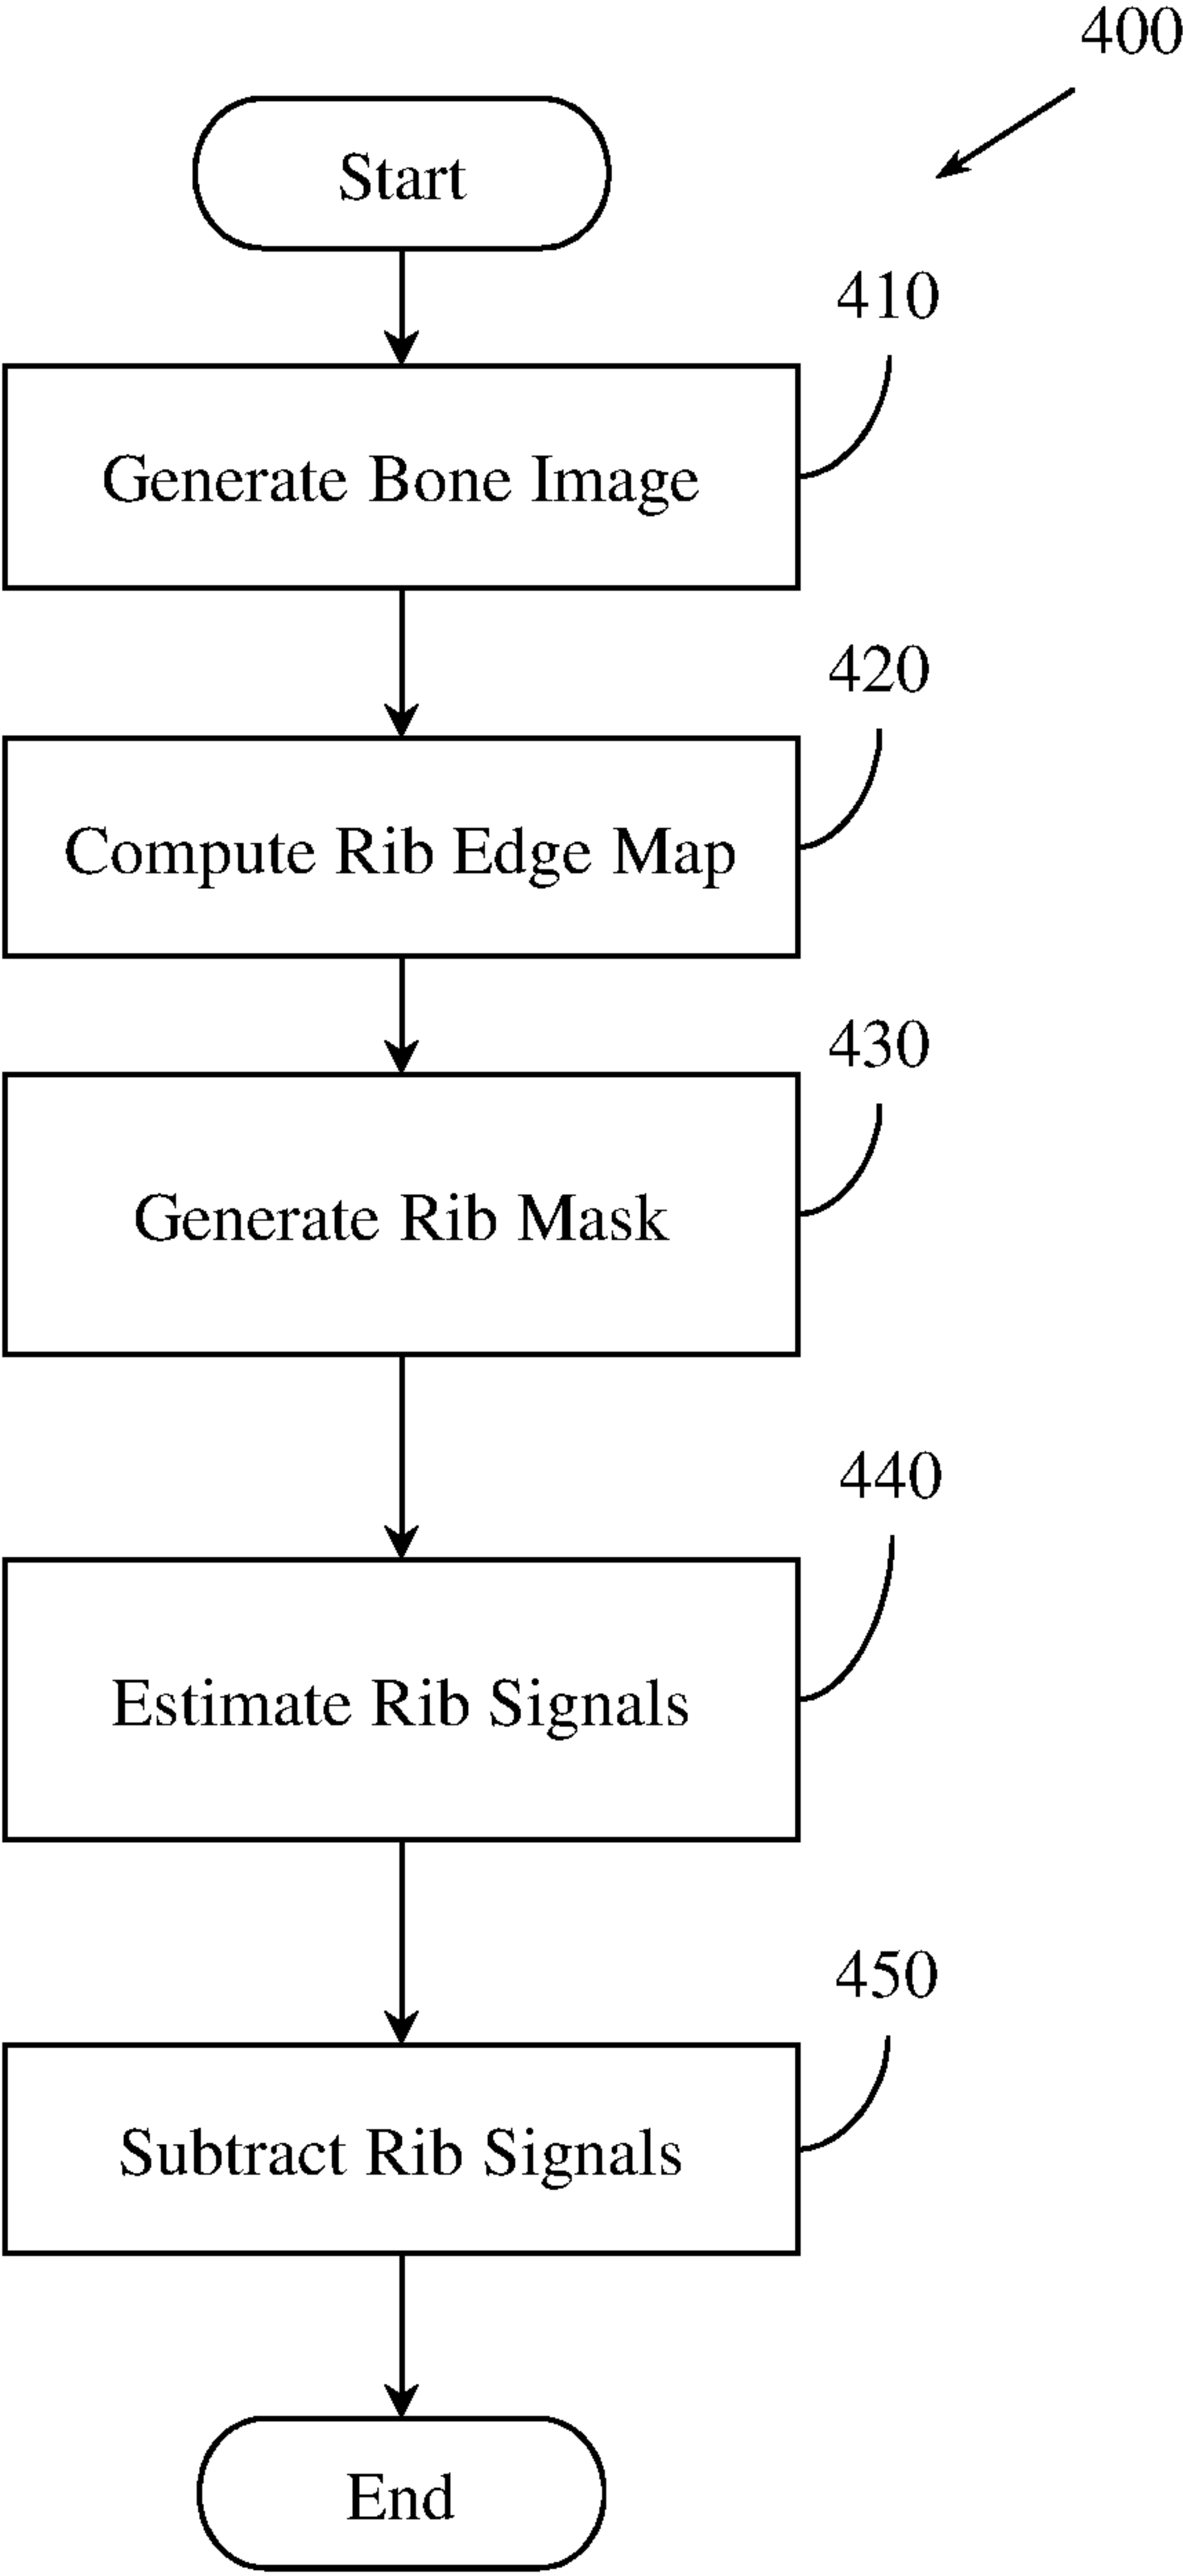 400
Start
410
Generate Bone Image
420
Compute Rib Edge Map
430
Generate Rib Mask
440
Estimate Rib Signals
450
Subtract Rib Signals
End